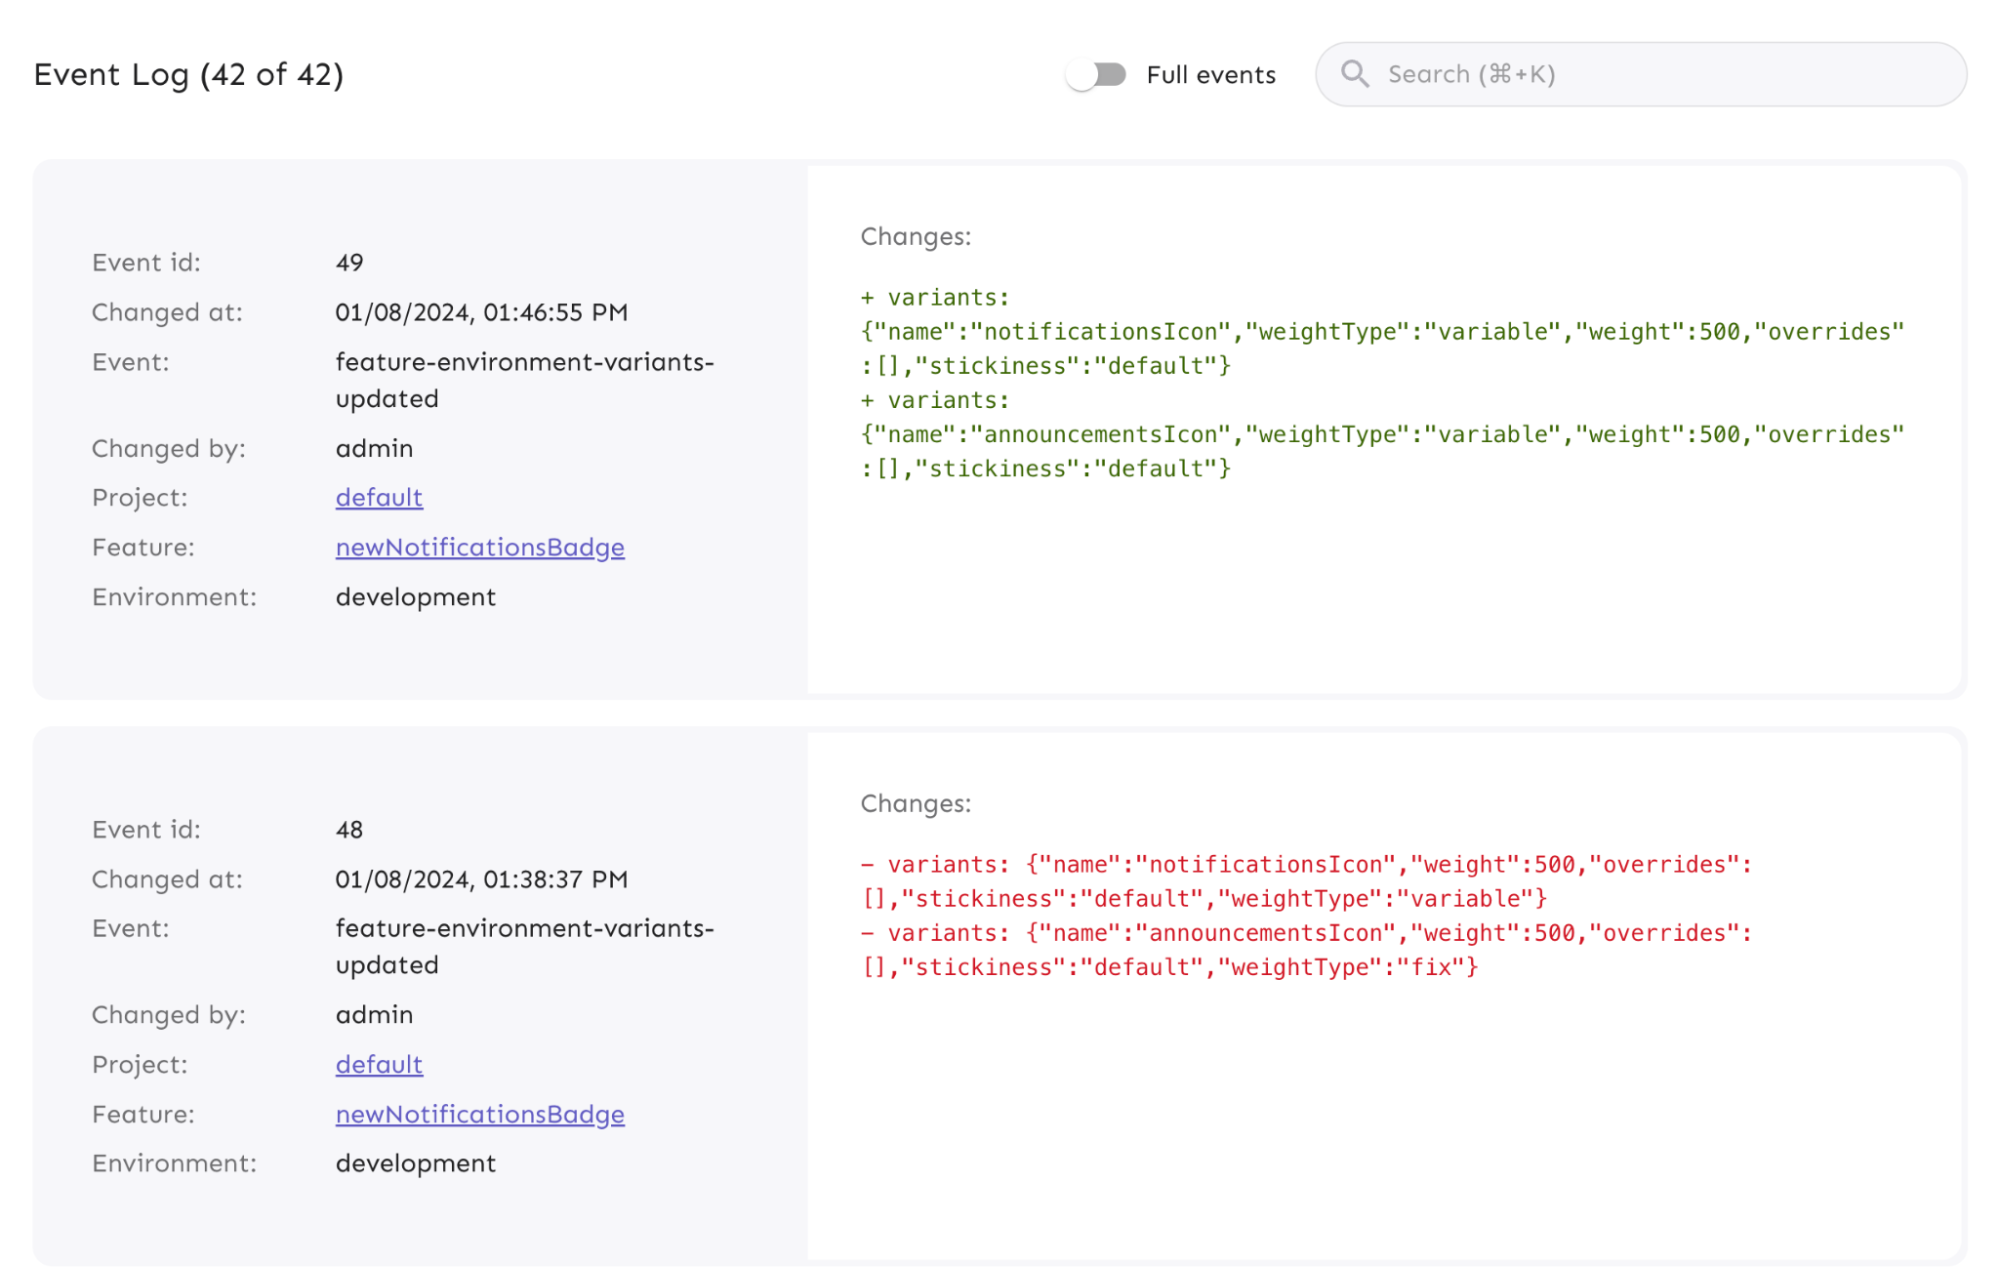 Event Log (42 of 42)
Full events
Search (⌘+K)
Event id: 49
Changed at: 01/08/2024, 01:46:55 PM
Event: feature-environment-variants-
updated
Changed by: admin
Project: default
Feature: newNotificationsBadge
Environment: development
Changes:
+ variants:
{"name":"notificationsIcon","weightType":"variable","weight":500,"overrides"
:[],"stickiness":"default"}
+ variants:
{"name":"announcementsIcon","weightType":"variable","weight":500,"overrides"
:[],"stickiness":"default"}
Event id: 48
Changed at: 01/08/2024, 01:38:37 PM
Event: feature-environment-variants-
updated
Changed by: admin
Project: default
Feature: newNotificationsBadge
Environment: development
Changes:
- variants: {"name":"notificationsIcon","weight":500,"overrides":
[],"stickiness":"default","weightType":"variable"}
- variants: {"name":"announcementsIcon","weight":500,"overrides":
[],"stickiness":"default","weightType":"fix"}